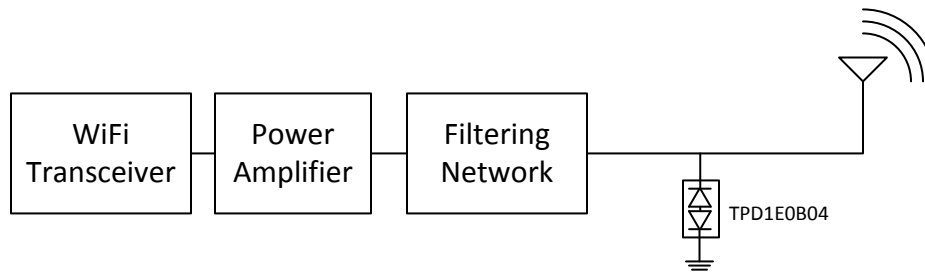 WiFi
Transceiver
Power
Amplifier
Filtering
Network
TPD1E0B04